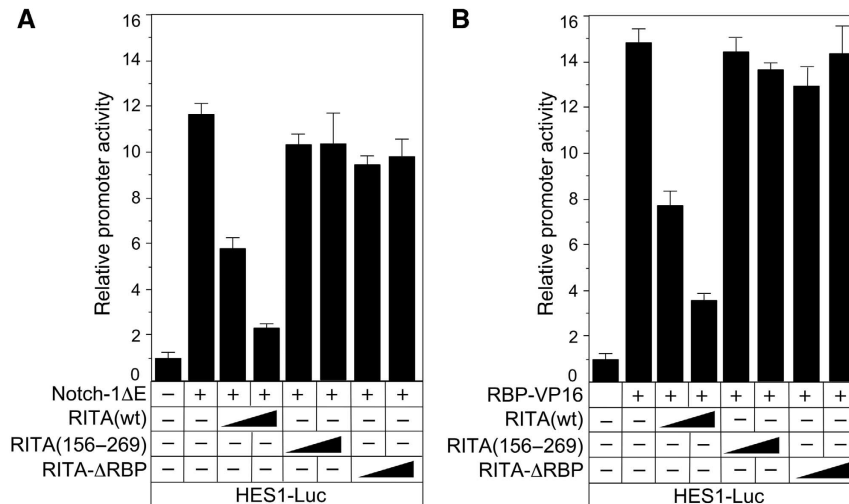 A
Relative promoter activity
16
14
12
10
8
6
4
2
0
Notch-1ΔE – + + + + + + +
RITA(wt) – – – – – –
RITA(156–269) – – – – – –
RITA-ΔRBP – – – – – –
HES1-Luc
B
Relative promoter activity
16
14
12
10
8
6
4
2
0
RBP-VP16 + + + + + + +
RITA(wt) – – – – –
RITA(156–269) – – – – – –
RITA-ΔRBP – – – – – –
HES1-Luc